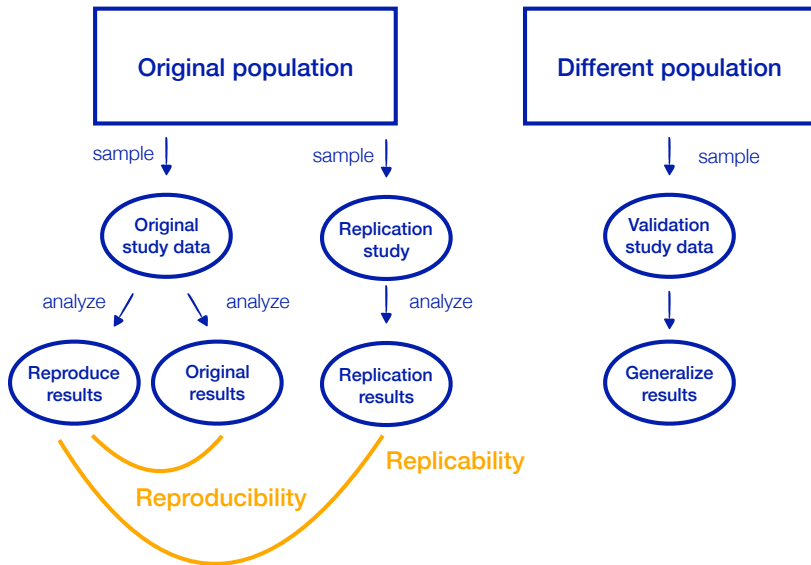 Original population
Different population
sample
sample
sample
Original
study data
Replication
study
Validation
study data
analyze
analyze
analyze
Reproduce
results
Original
results
Replication
results
Generalize
results
Replicability
Reproducibility